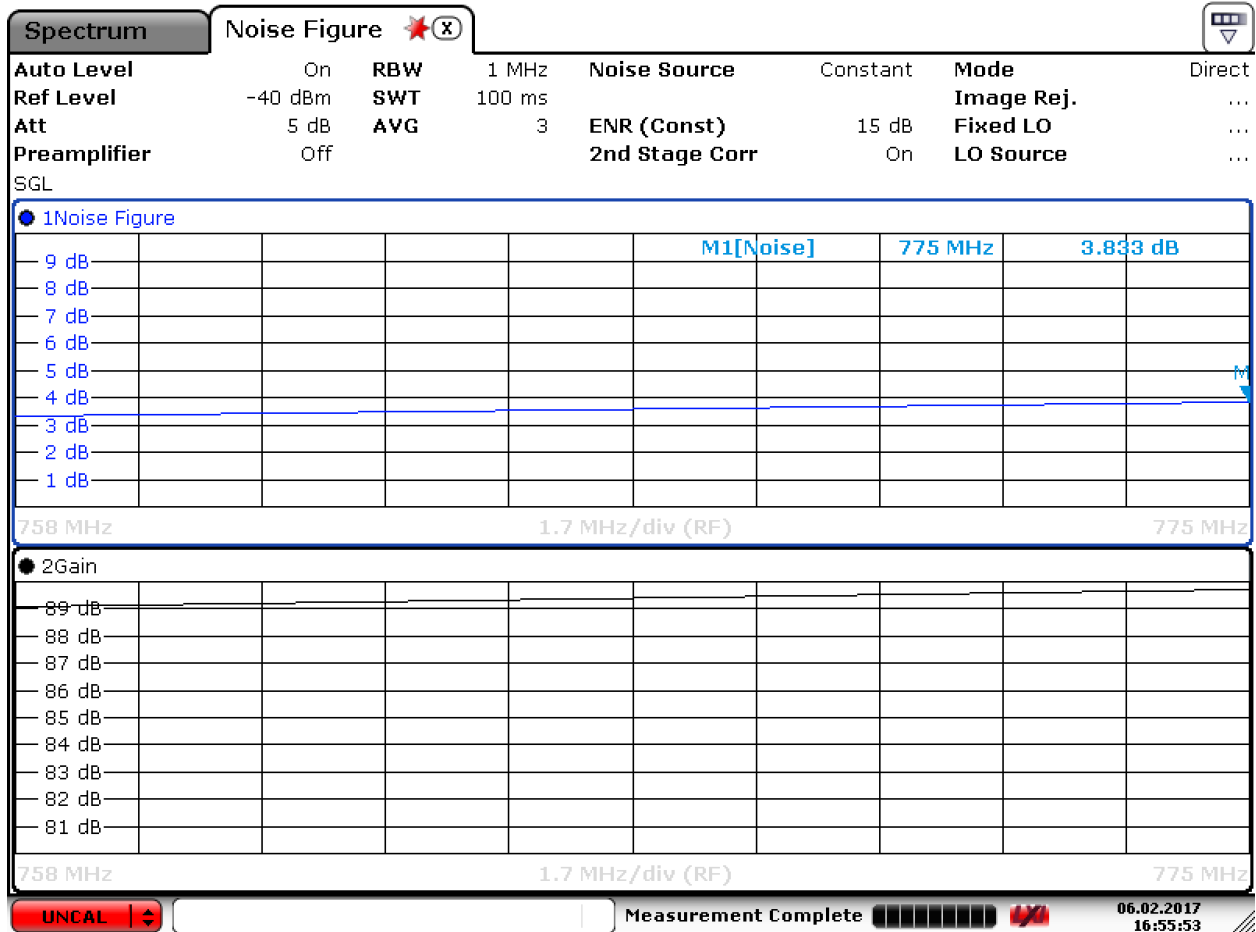 Spectrum
Noise Figure X
Auto Level On RBW 1 MHz Noise Source Constant Mode Direct
Ref Level -40 dBm SWT 100 ms Image Rej. ...
Att 5 dB AVG 3 ENR (Const) 15 dB Fixed LO ...
Preamplifier Off 2nd Stage Corr On LO Source ...
SGL
1Noise Figure
M1[Noise] 775 MHz 3.833 dB
9 dB
8 dB
7 dB
6 dB
5 dB
M
4 dB
3 dB
2 dB
1 dB
758 MHz 1.7 MHz/div (RF) 775 MHz
2Gain
89 dB
88 dB
87 dB
86 dB
85 dB
84 dB
83 dB
82 dB
81 dB
758 MHz 1.7 MHz/div (RF) 775 MHz
UNCAL Measurement Complete LXI 06.02.2017
16:55:53